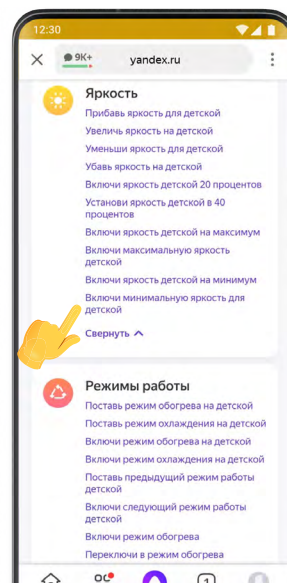 12:30
9K+
yandex.ru
Яркость
Прибавь яркость для детской
Увеличь яркость на детской
Уменьши яркость для детской
Убавь яркость на детской
Включи яркость детской 20 процентов
Установи яркость детской в 40
процентов
Включи яркость детской на максимум
Включи максимальную яркость
детской
Включи яркость детской на минимум
Включи минимальную яркость для
детской
Свернуть
Режимы работы
Поставь режим обогрева на детской
Поставь режим охлаждения на детской
Включи режим обогрева на детской
Включи режим охлаждения на детской
Поставь предыдущий режим работы
детской
Включи следующий режим работы
детской
Включи режим обогрева
Переключи в режим обогрева
1